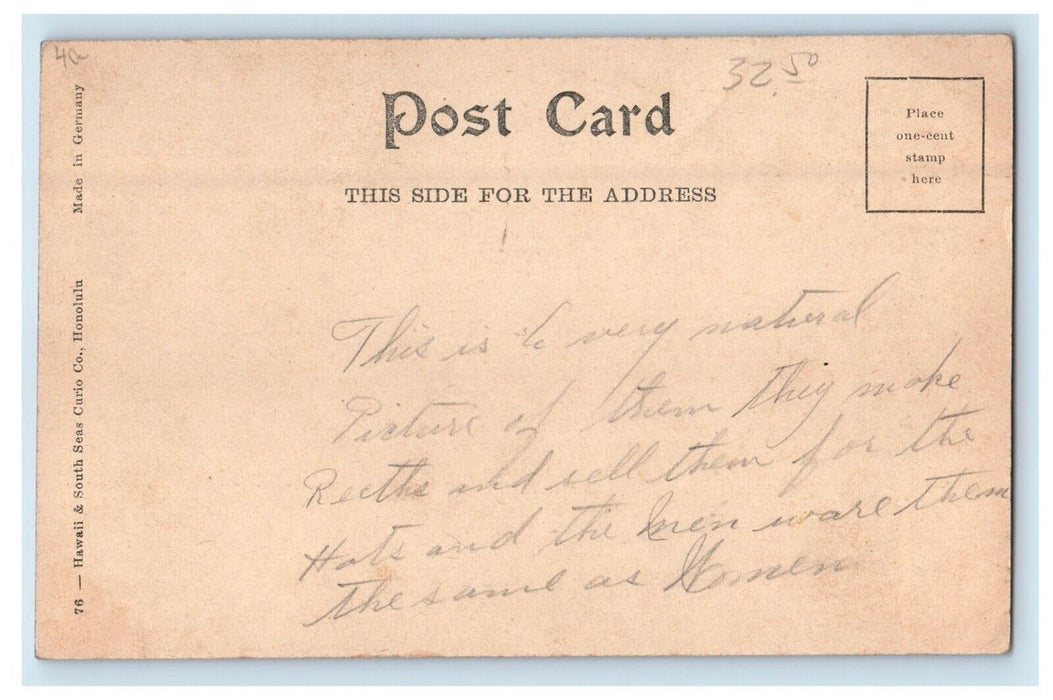 40
32.50
Post Card
THIS SIDE FOR THE ADDRESS
Place
one-cent
stamp
here
76 — Hawaii & South Seas Curio Co., Honolulu
Made in Germany
This is a very natural
Picture of them They make
Reeths and sell them for the
Hats and the Men ware them
the same as Women